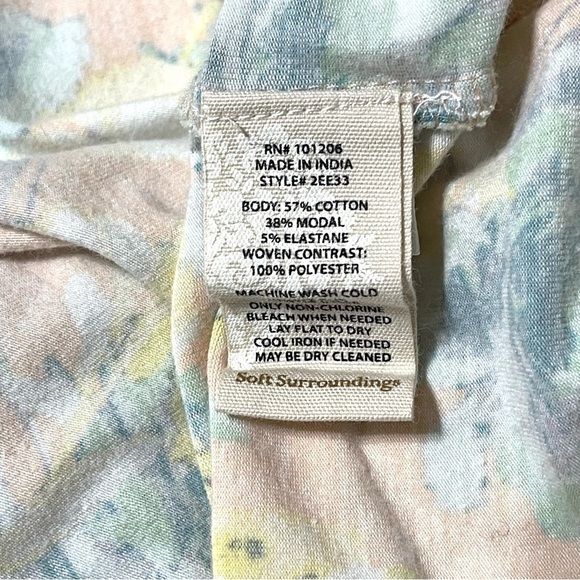 RN# 101206
MADE IN INDIA
STYLE# 2EE33
BODY: 57% COTTON
38% MODAL
5% ELASTANE
WOVEN CONTRAST:
100% POLYESTER
MACHINE WASH COLD
ONLY NON-CHLORINE
BLEACH WHEN NEEDED
LAY FLAT TO DRY
COOL IRON IF NEEDED
MAY BE DRY CLEANED
Soft Surroundings